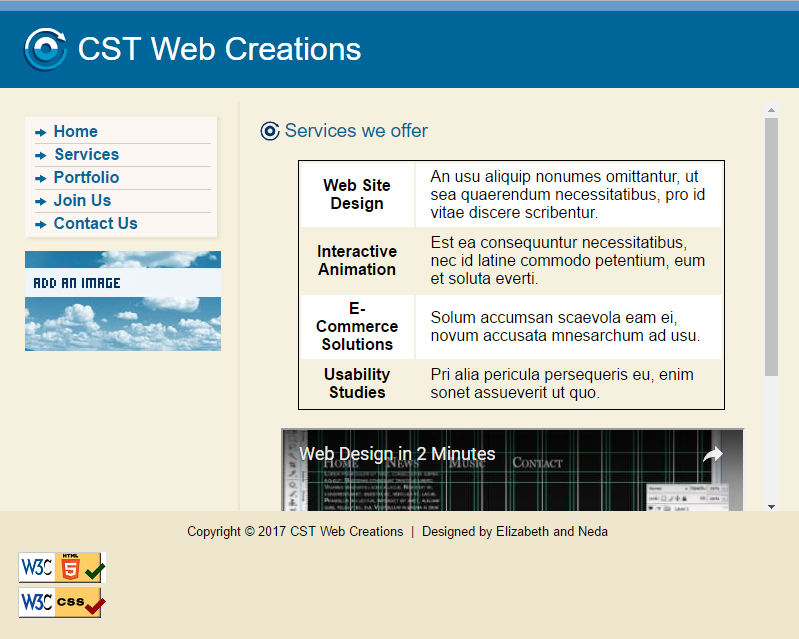 CST Web Creations
Home
Services
Portfolio
Join Us
Contact Us
ADD AN IMAGE
Services we offer
Web Site
Design
An usu aliquip nonumes omittantur, ut
sea quaerendum necessitatibus, pro id
vitae discere scribentur.
Interactive
Animation
Est ea consequuntur necessitatibus,
nec id latine commodo petentium, eum
et soluta everti.
E-
Commerce
Solutions
Solum accumsan scaevola eam ei,
novum accusata mnesarchum ad usu.
Usability
Studies
Pri alia pericula persequeris eu, enim
sonet assueverit ut quo.
Web Design in 2 Minutes
Home News Music Contact
Copyright © 2017 CST Web Creations | Designed by Elizabeth and Neda
W3C HTML 5
W3C CSS